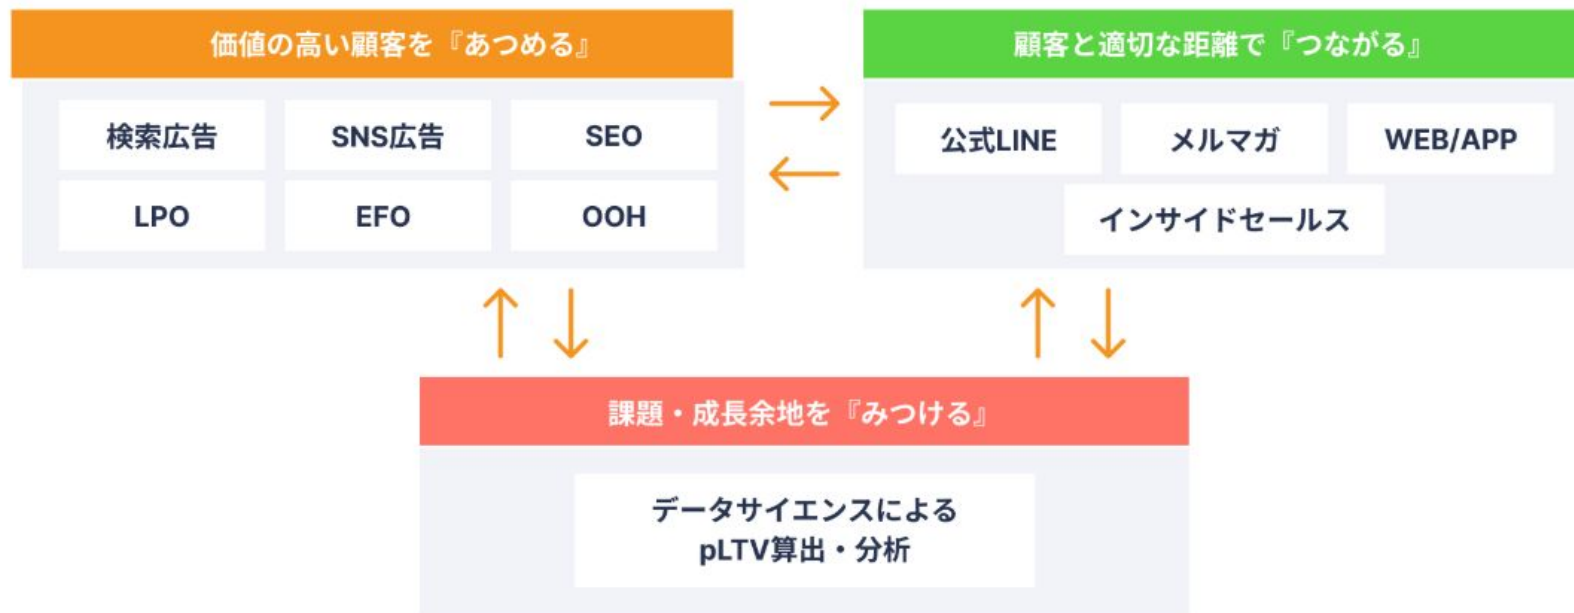 価値の高い顧客を『あつめる』
検索広告
SNS広告
SEO
LPO
EFO
OOH
顧客と適切な距離で『つながる』
公式LINE
メルマガ
WEB/APP
インサイドセールス
課題・成長余地を『みつける』
データサイエンスによる
pLTV算出・分析